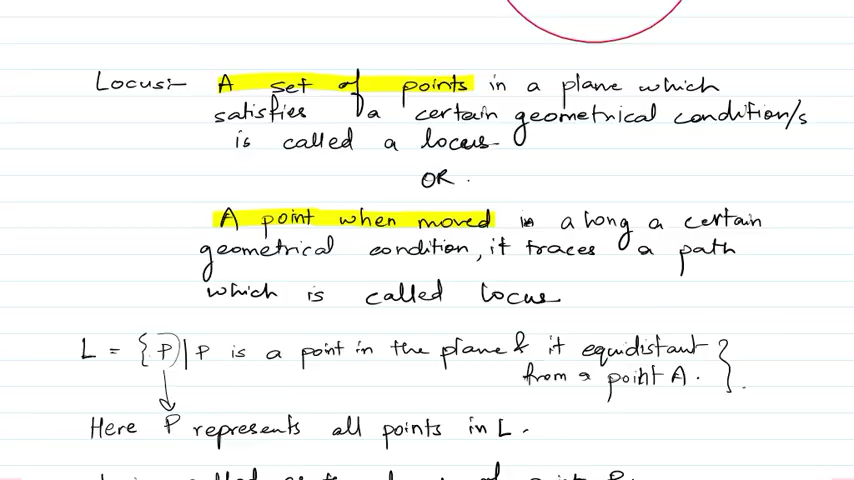 Locus:- A set of points in a plane which
satisfies a certain geometrical condition/s
is called a locus.
OR.
A point when moved in along a certain
geometrical condition, it traces a path
which is called locus
L = {P | P is a point in the plane & it equidistant
from a point A. }.
Here P represents all points in L.